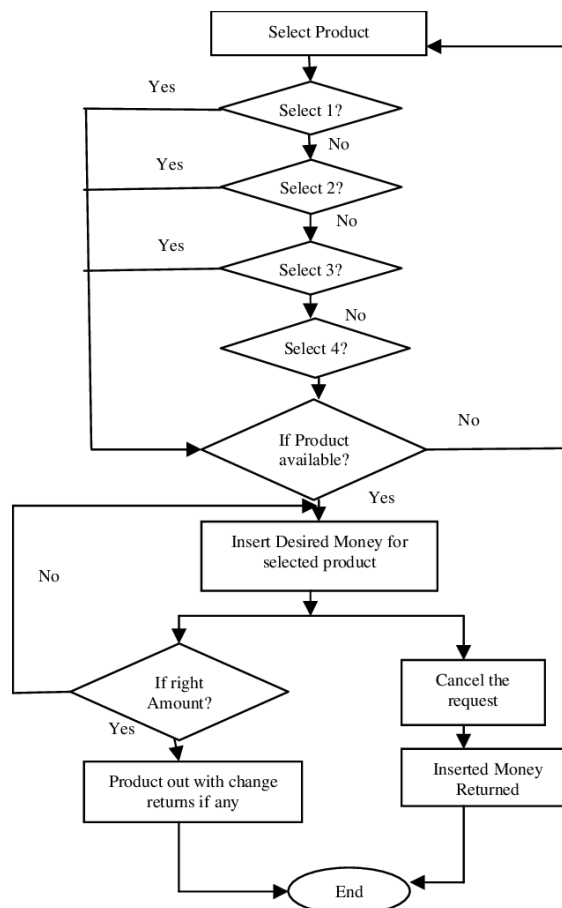 Select Product
Yes
Select 1?
No
Yes
Select 2?
No
Yes
Select 3?
No
Select 4?
If Product
available?
No
Yes
Insert Desired Money for
selected product
No
If right
Amount?
Yes
Cancel the
request
Product out with change
returns if any
Inserted Money
Returned
End